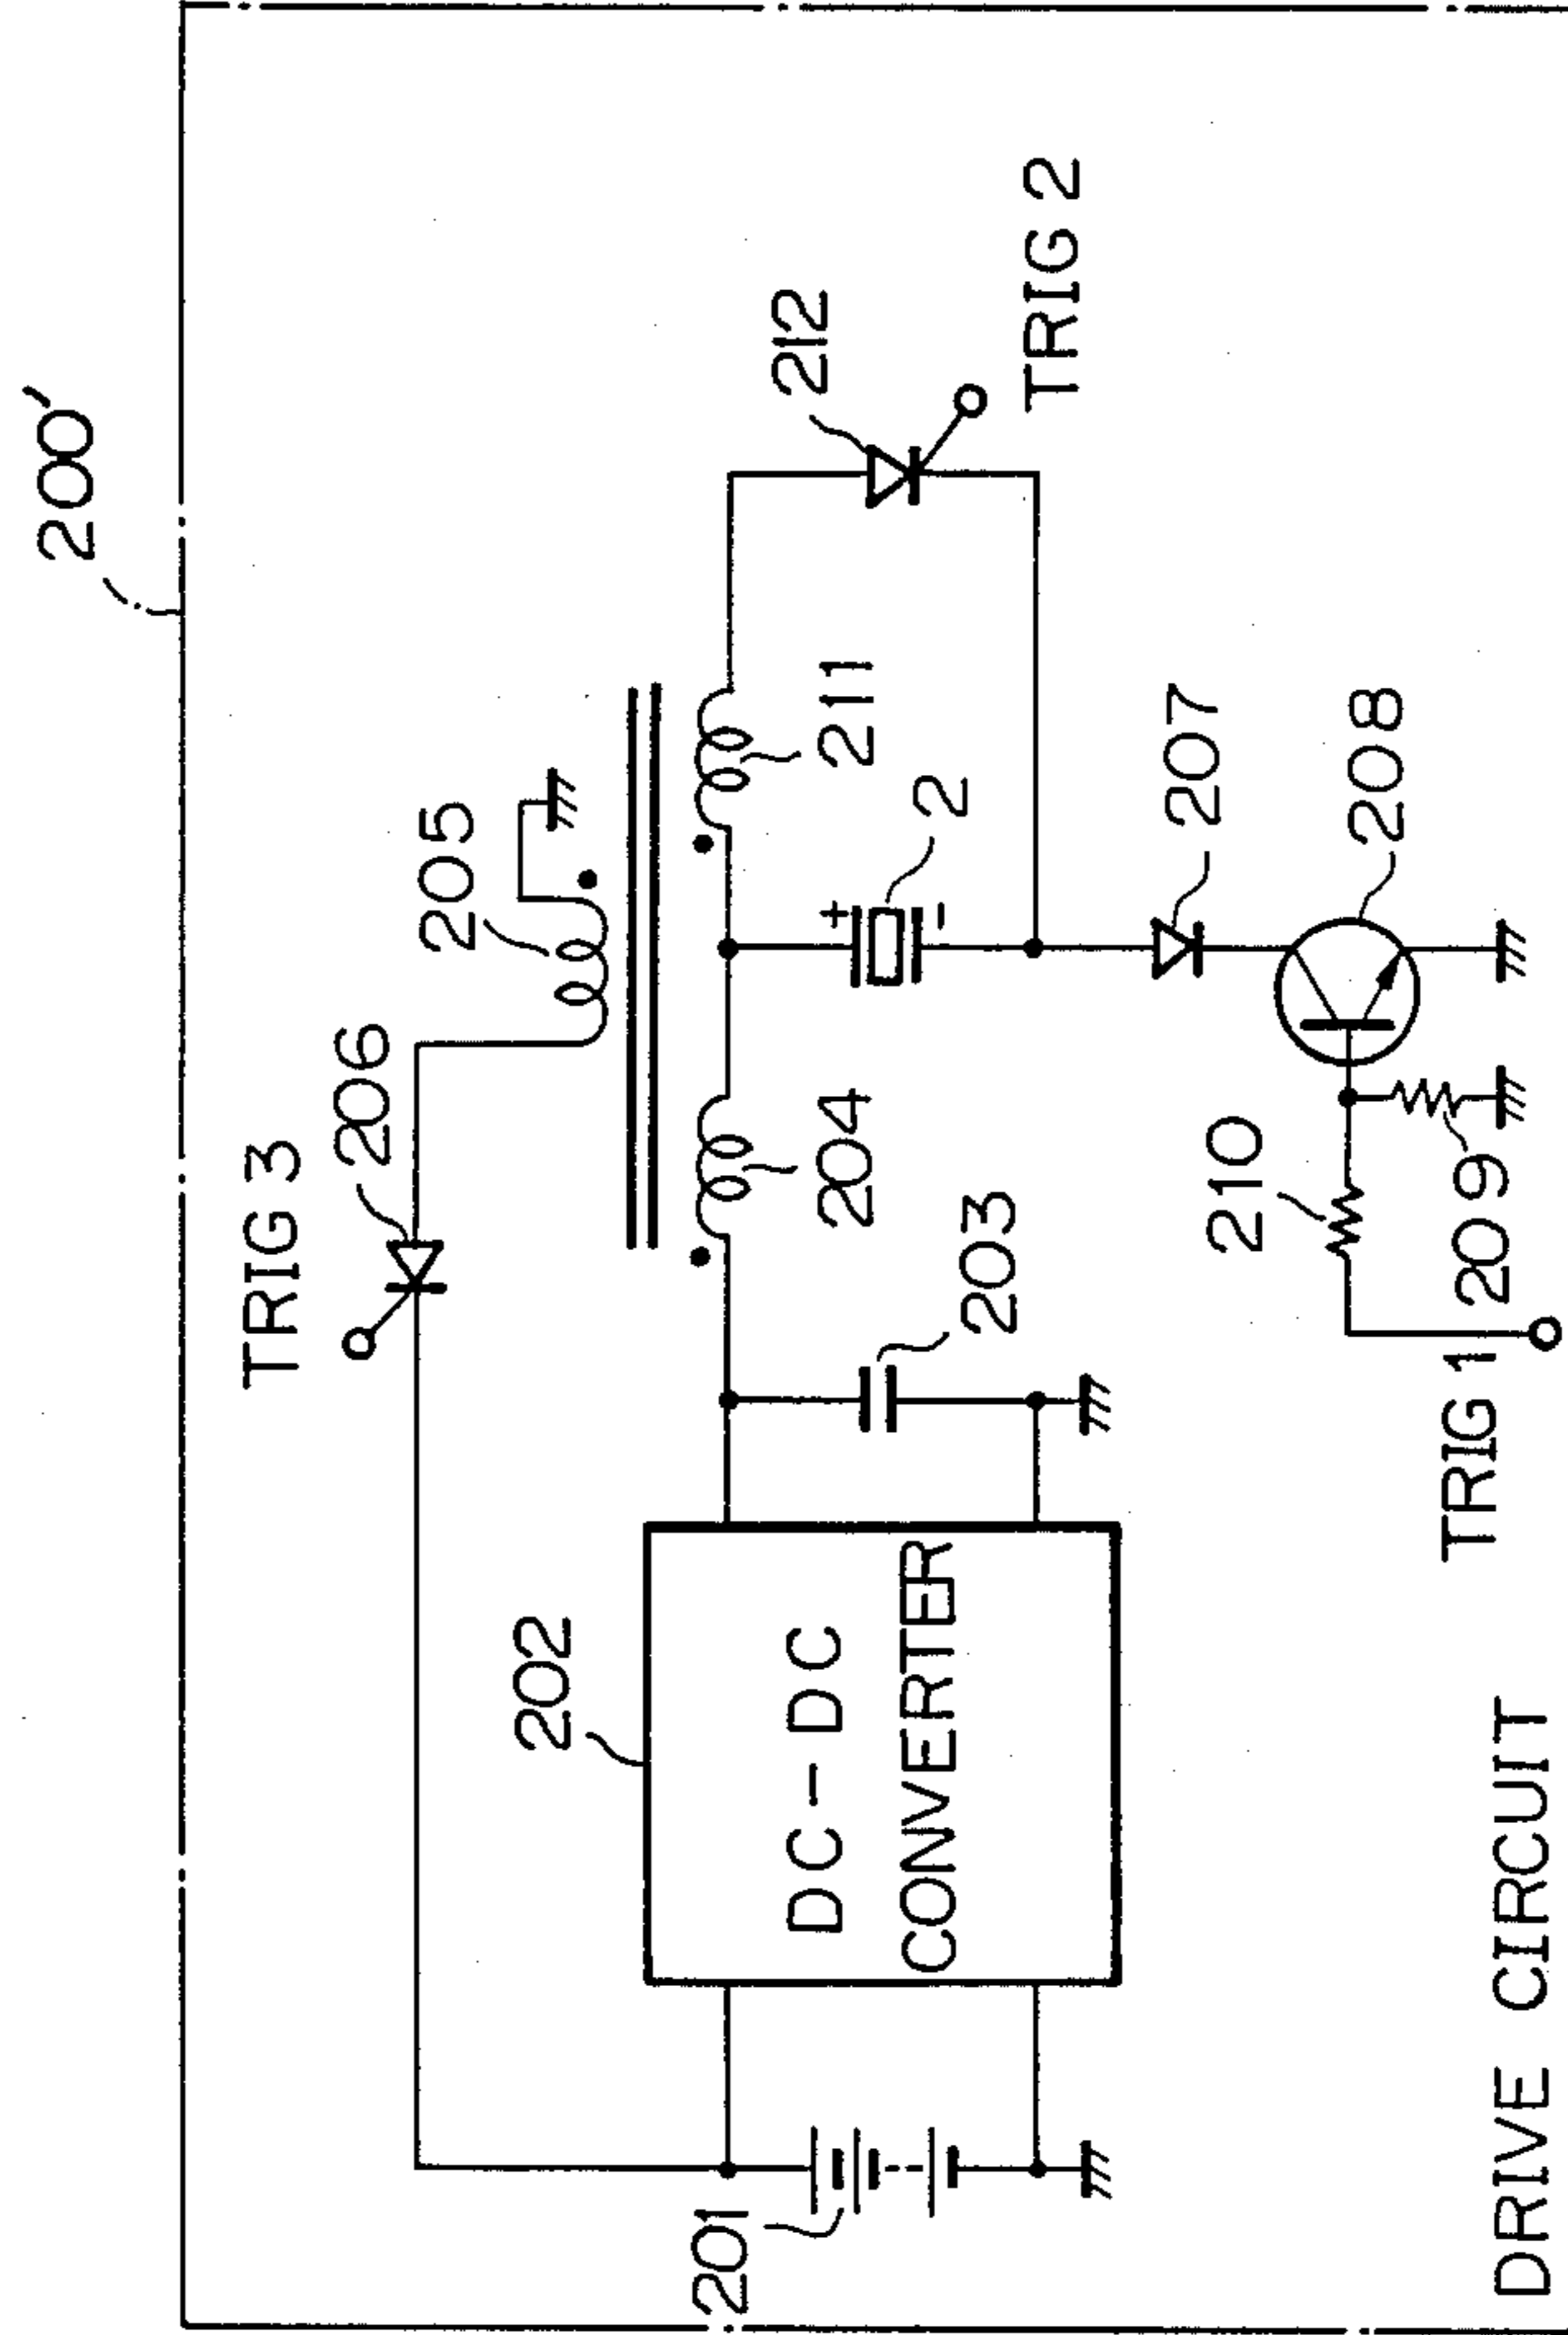 200'
TRIG 3
206
205
202
204
211
212
201
DC-DC
CONVERTER
203
+
2
-
TRIG 2
207
210
208
209
TRIG 1
DRIVE CIRCUIT